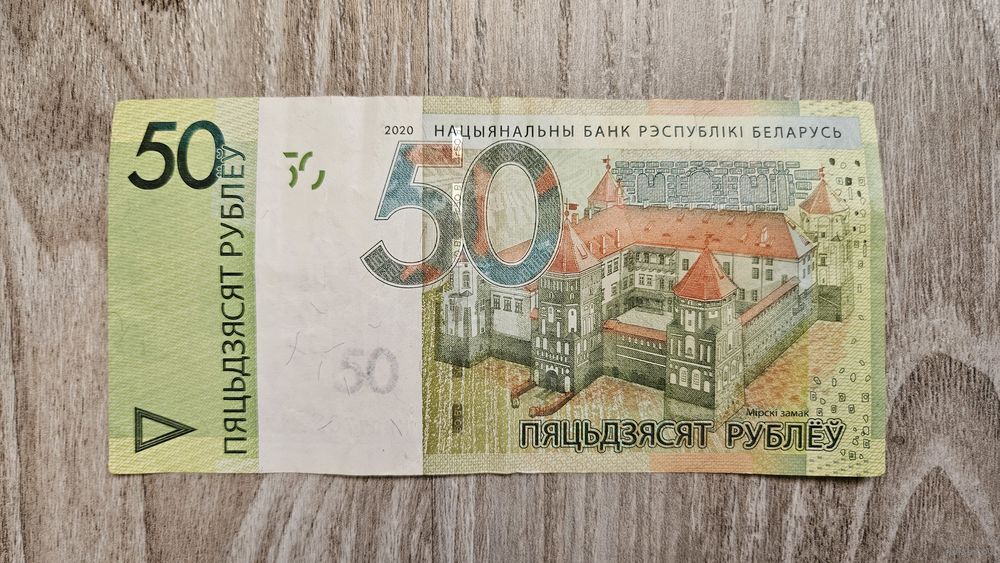 50
ПЯЦЬДЗЯСЯТ РУБЛЁЎ
2020 НАЦЫЯНАЛЬНЫ БАНК РЭСПУБЛІКІ БЕЛАРУСЬ
50
50
Мірскі замак
ПЯЦЬДЗЯСЯТ РУБЛЁЎ